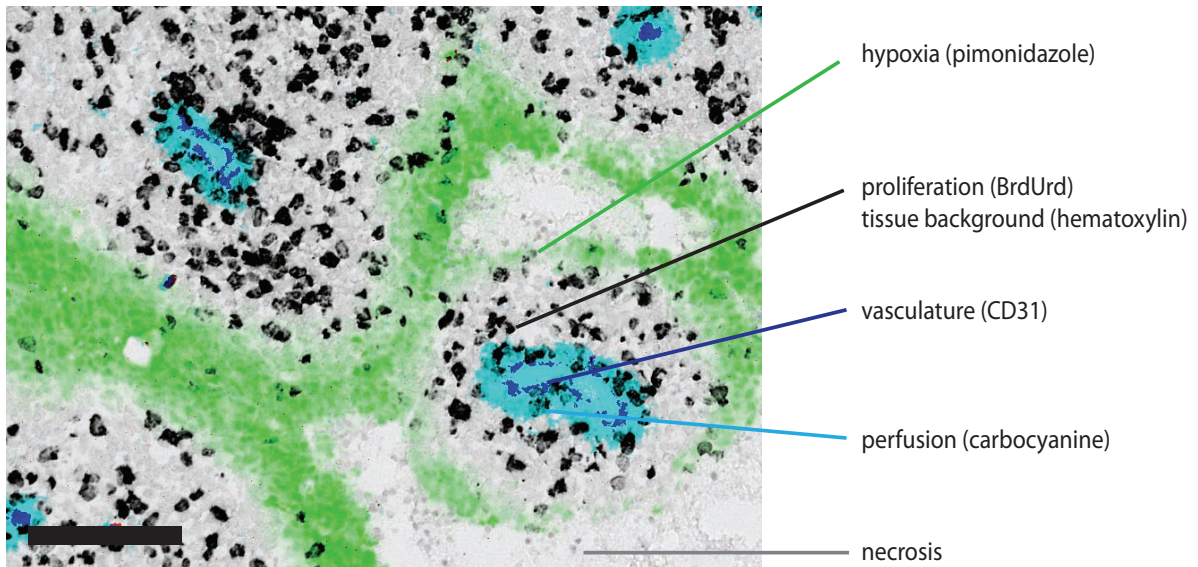 hypoxia (pimonidazole)
proliferation (BrdUrd)
tissue background (hematoxylin)
vasculature (CD31)
perfusion (carbocyanine)
necrosis